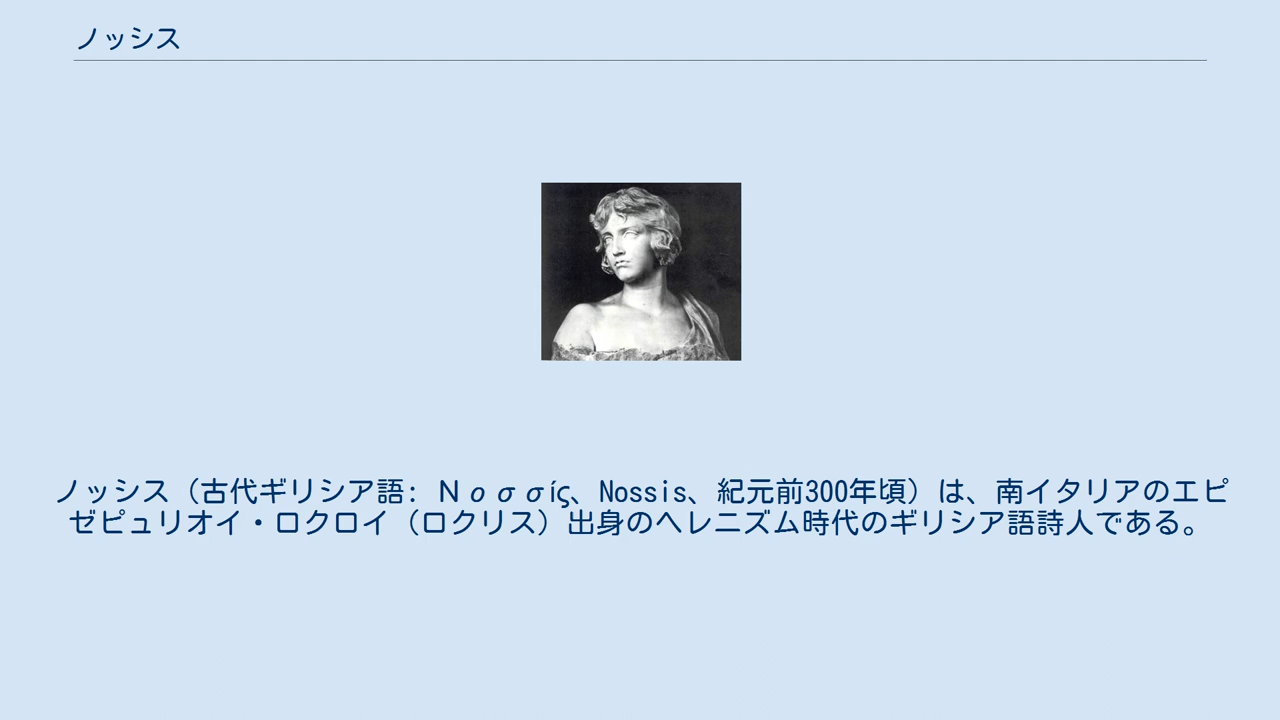 ノッシス
ノッシス（古代ギリシア語: Νοσσίς、Nossis、紀元前300年頃）は、南イタリアのエピ
ゼピュリオイ・ロクロイ（ロクリス）出身のヘレニズム時代のギリシア語詩人である。